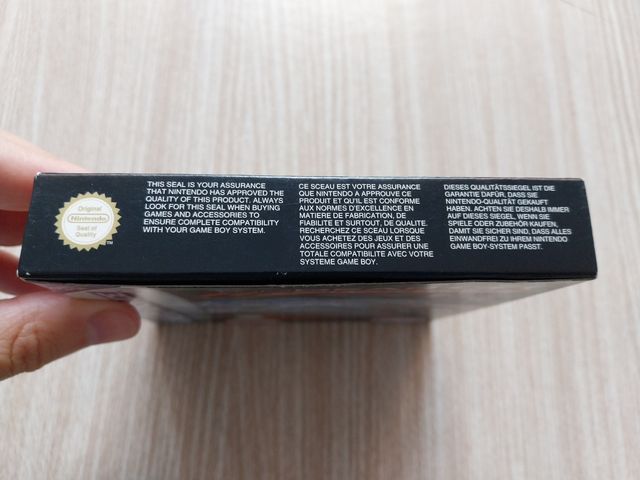 Original
Nintendo
Seal of
Quality
TM
THIS SEAL IS YOUR ASSURANCE
THAT NINTENDO HAS APPROVED THE
QUALITY OF THIS PRODUCT. ALWAYS
LOOK FOR THIS SEAL WHEN BUYING
GAMES AND ACCESSORIES TO
ENSURE COMPLETE COMPATIBILITY
WITH YOUR GAME BOY SYSTEM.
CE SCEAU EST VOTRE ASSURANCE
QUE NINTENDO A APPROUVE CE
PRODUIT ET QU'IL EST CONFORME
AUX NORMES D'EXCELLENCE EN
MATIERE DE FABRICATION, DE
FIABILITE ET SURTOUT, DE QUALITE.
RECHERCHEZ CE SCEAU LORSQUE
VOUS ACHETEZ DES JEUX ET DES
ACCESSOIRES POUR ASSURER UNE
TOTALE COMPATIBILITE AVEC VOTRE
SYSTEME GAME BOY.
DIESES QUALITÄTSSIEGEL IST DIE
GARANTIE DAFÜR, DASS SIE
NINTENDO-QUALITÄT GEKAUFT
HABEN. ACHTEN SIE DESHALB IMMER
AUF DIESES SIEGEL, WENN SIE
SPIELE ODER ZUBEHÖR KAUFEN,
DAMIT SIE SICHER SIND, DASS ALLES
EINWANDFREI ZU IHREM NINTENDO
GAME BOY-SYSTEM PASST.